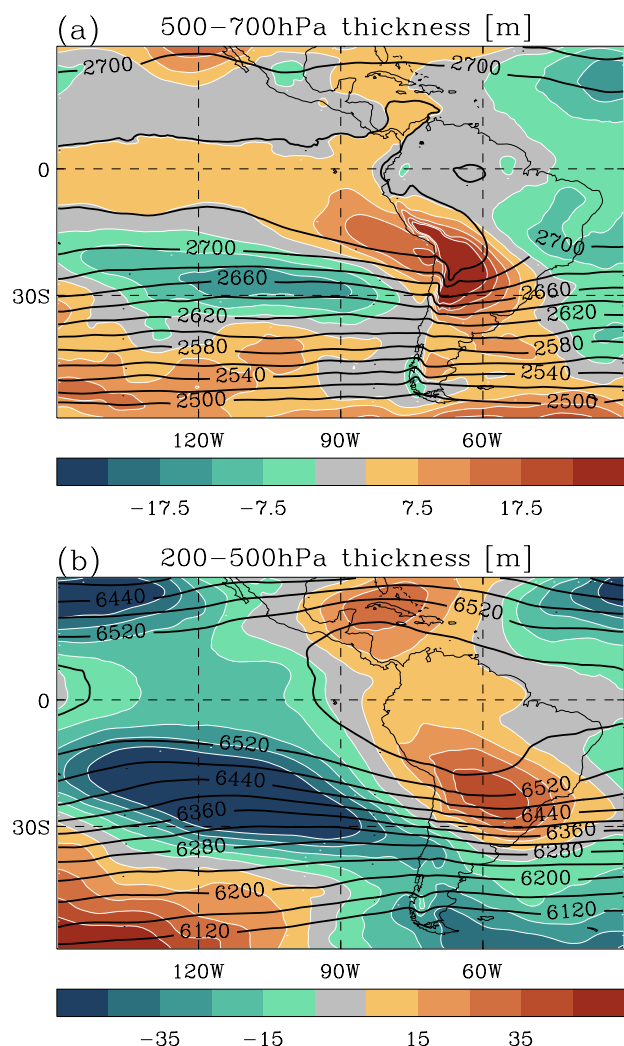 (a) 500−700hPa thickness [m]
2700 2700
0
2700 2700
2660 2660
30S
2620 2620
2580 2580
2540 2540
2500 2500
120W 90W 60W
−17.5 −7.5 7.5 17.5
(b) 200−500hPa thickness [m]
6440 6520
6520
0
6520 6520
6440 6440
6360 6360
30S
6280 6280
6200 6200
6120 6120
120W 90W 60W
−35 −15 15 35